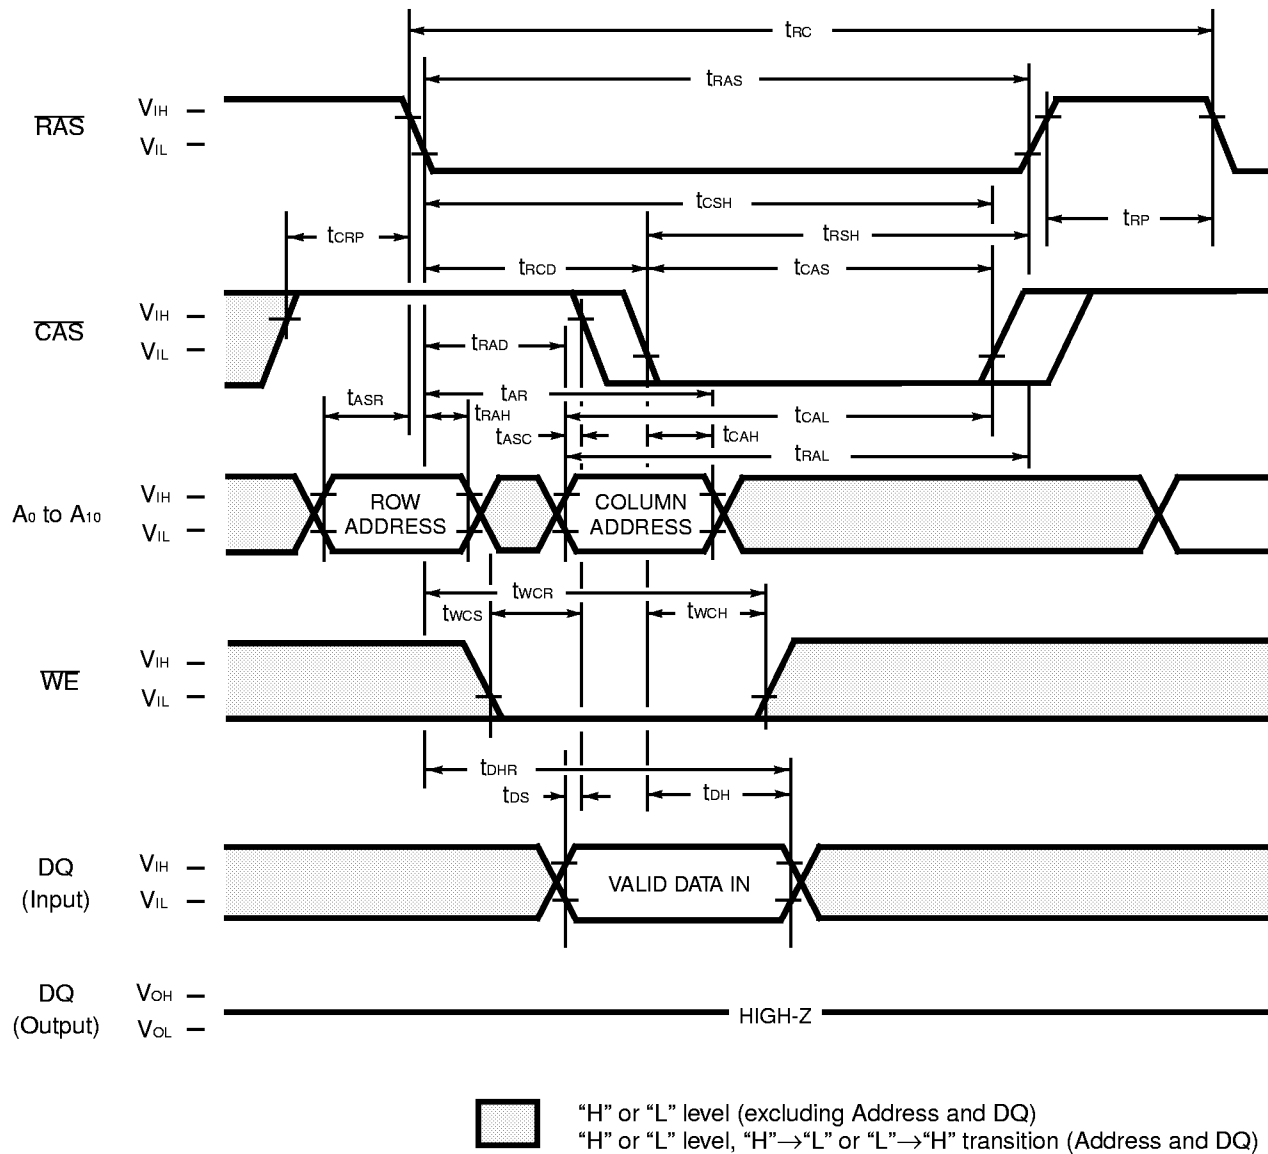 tRC
tRAS
RAS
VIH
VIL
tCSH
tCRP
tRSH
tRP
tRCD
tCAS
CAS
VIH
VIL
tRAD
tASR
tAR
tRAH
tCAL
tASC
tCAH
tRAL
A0 to A10
VIH
VIL
ROW
ADDRESS
COLUMN
ADDRESS
tWCR
tWCS
tWCH
WE
VIH
VIL
tDHR
tDS
tDH
DQ
(Input)
VIH
VIL
VALID DATA IN
DQ
(Output)
VOH
VOL
HIGH-Z
“H” or “L” level (excluding Address and DQ)
“H” or “L” level, “H”→“L” or “L”→“H” transition (Address and DQ)